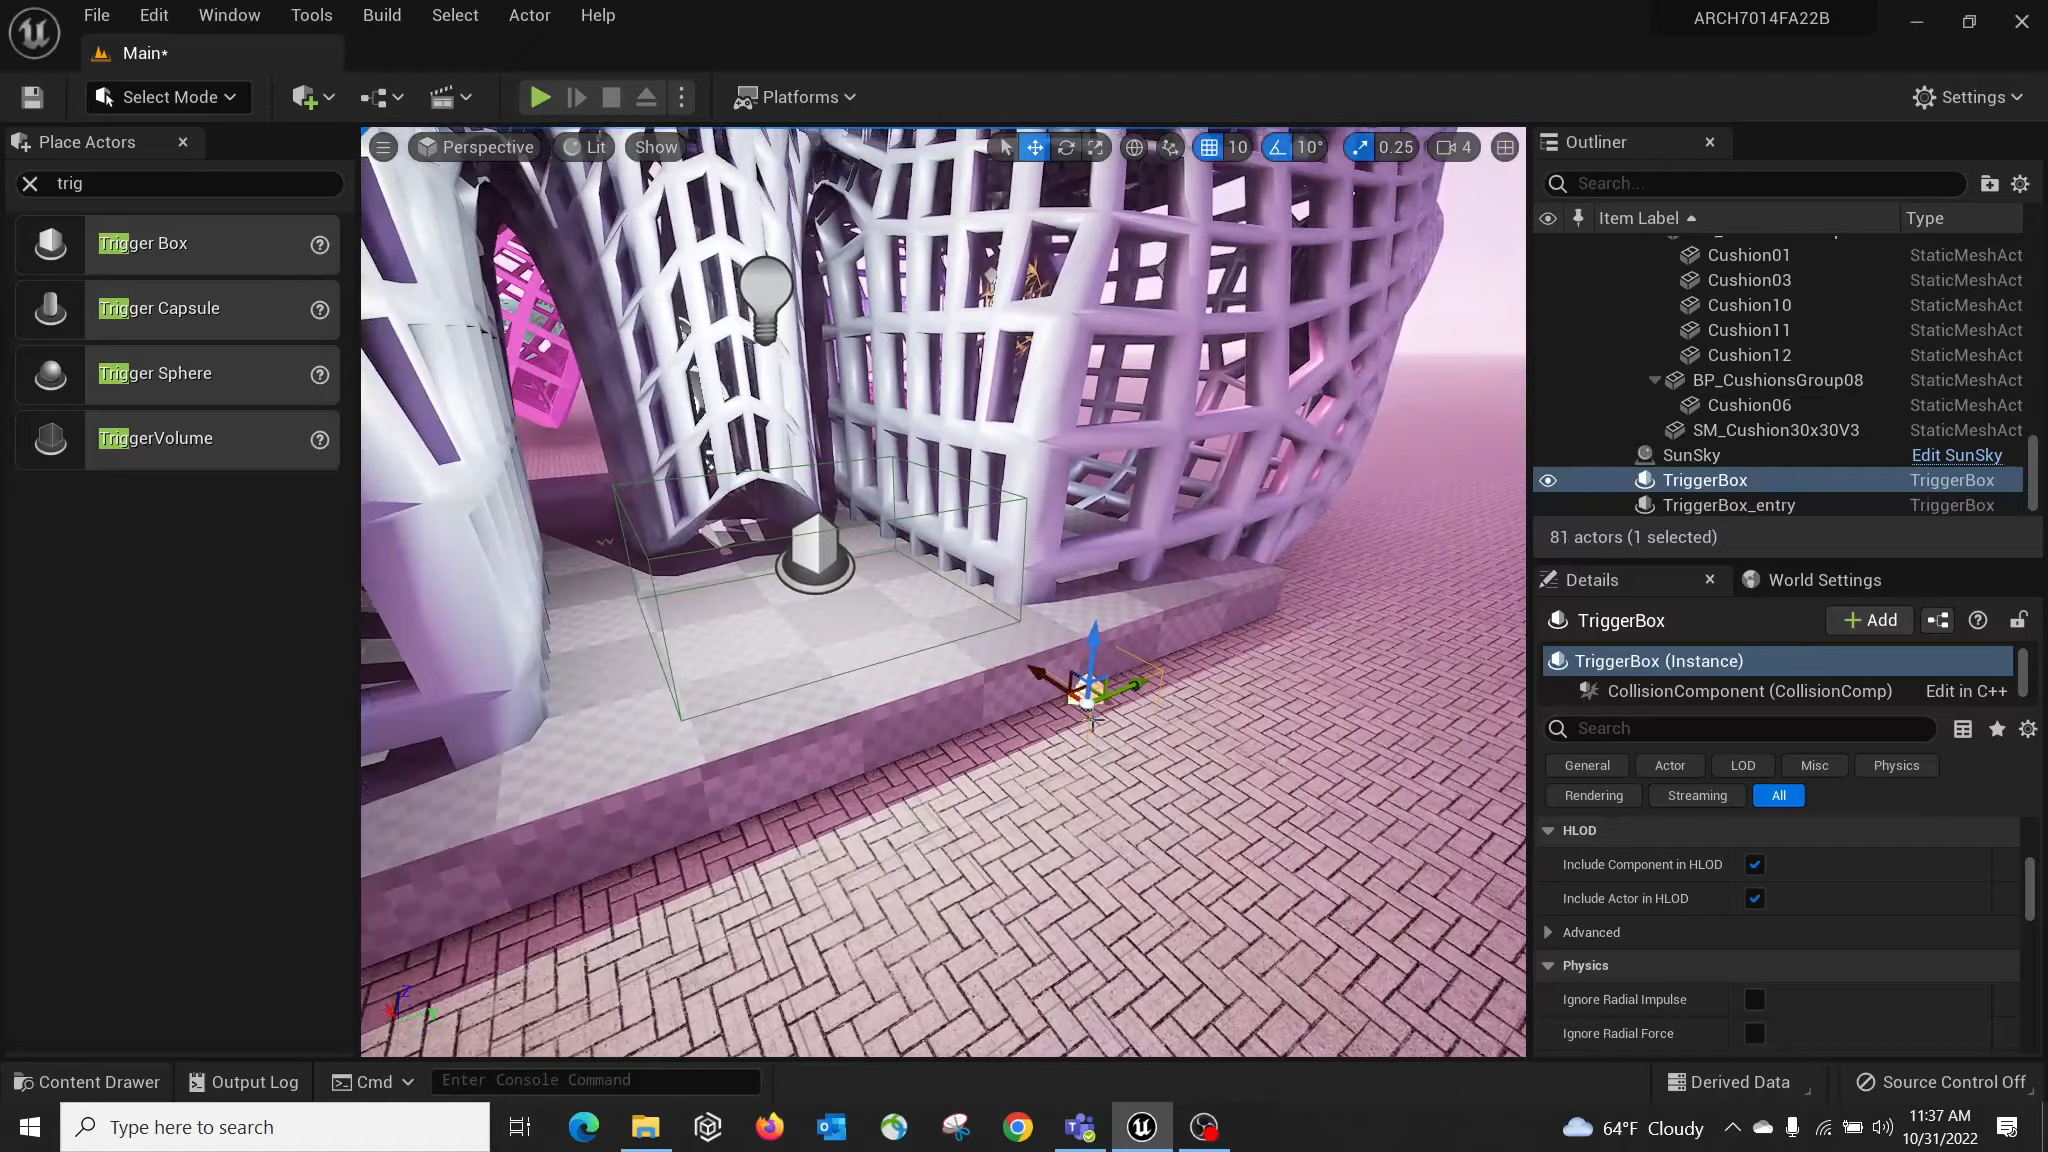 File Edit Window Tools Build Select Actor Help
ARCH7014FA22B
Main*
Select Mode
Platforms
Settings
Place Actors
trig
Trigger Box
Trigger Capsule
Trigger Sphere
TriggerVolume
Perspective Lit Show
10 10° 0.25 4
Outliner
Search...
Item Label Type
Cushion01 StaticMeshAct
Cushion03 StaticMeshAct
Cushion10 StaticMeshAct
Cushion11 StaticMeshAct
Cushion12 StaticMeshAct
BP_CushionsGroup08 StaticMeshAct
Cushion06 StaticMeshAct
SM_Cushion30x30V3 StaticMeshAct
SunSky Edit SunSky
TriggerBox TriggerBox
TriggerBox_entry TriggerBox
81 actors (1 selected)
Details World Settings
TriggerBox Add
TriggerBox (Instance)
CollisionComponent (CollisionComp) Edit in C++
Search
General Actor LOD Misc Physics
Rendering Streaming All
HLOD
Include Component in HLOD
Include Actor in HLOD
Advanced
Physics
Ignore Radial Impulse
Ignore Radial Force
Z
X Y
Content Drawer Output Log Cmd Enter Console Command Derived Data Source Control Off
Type here to search
64°F Cloudy
11:37 AM
10/31/2022